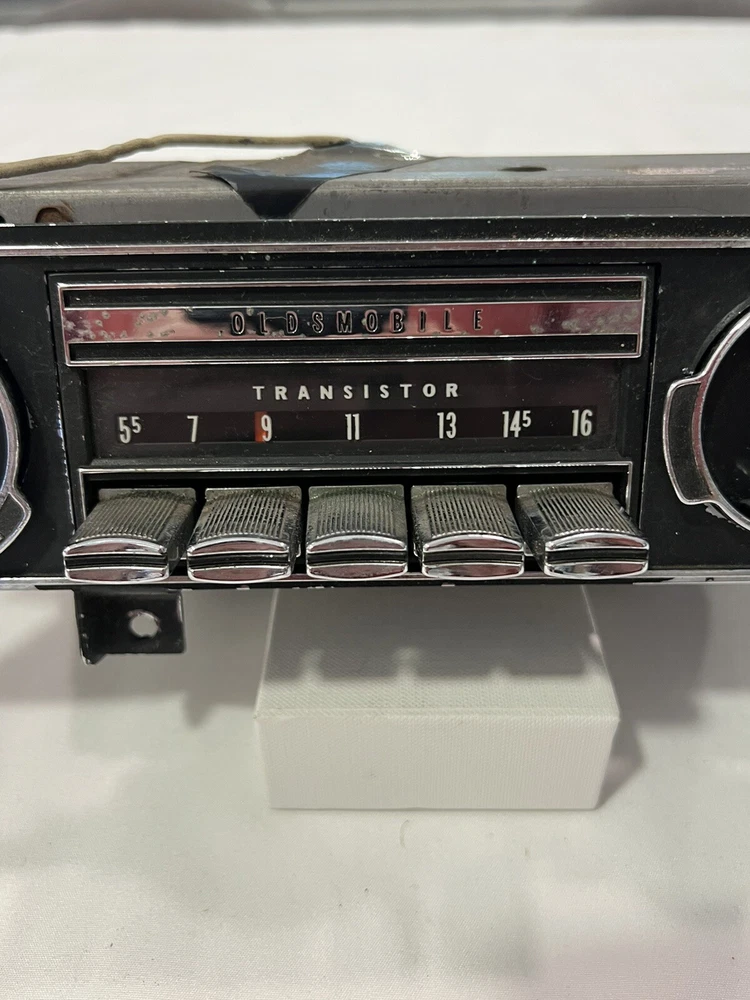 OLDSMOBILE
TRANSISTOR
5⁵ 7 9 11 13 14⁵ 16